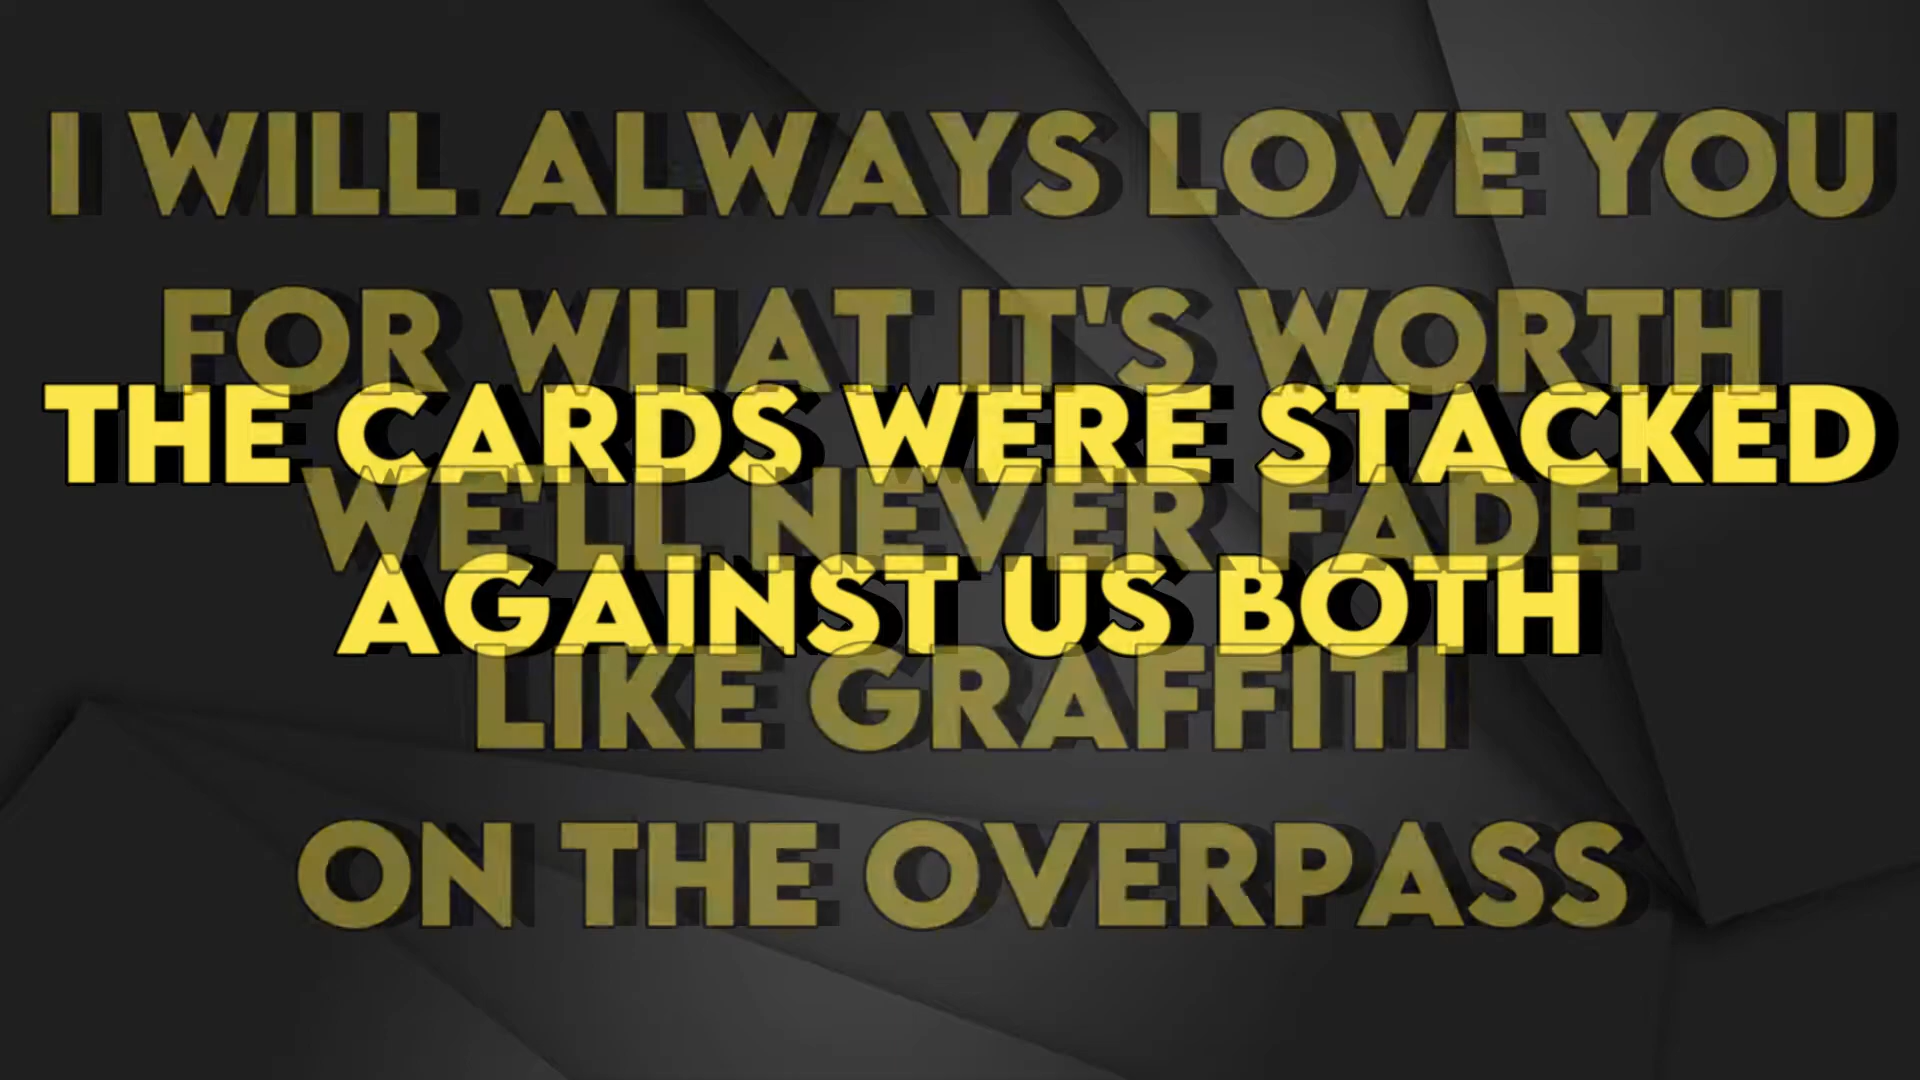 I WILL ALWAYS LOVE YOU
FOR WHAT IT'S WORTH
THE CARDS WERE STACKED
WE'LL NEVER FADE
AGAINST US BOTH
LIKE GRAFFITI
ON THE OVERPASS